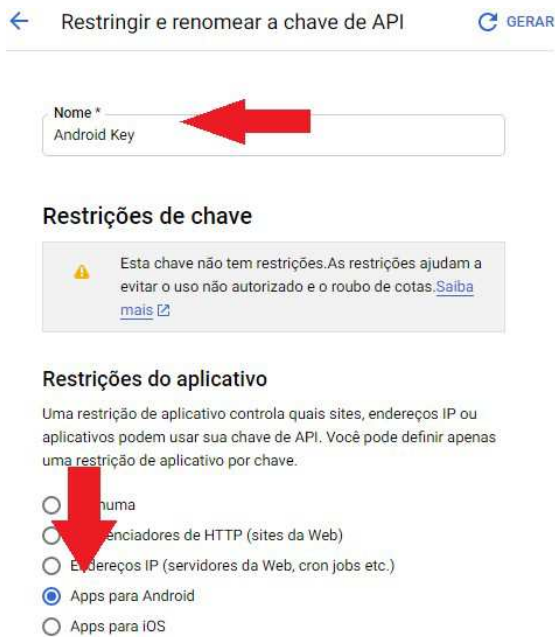 Restringir e renomear a chave de API
GERAR
Nome *
Android Key
Restrições de chave
Esta chave não tem restrições.As restrições ajudam a
evitar o uso não autorizado e o roubo de cotas.Saiba
mais
Restrições do aplicativo
Uma restrição de aplicativo controla quais sites, endereços IP ou
aplicativos podem usar sua chave de API. Você pode definir apenas
uma restrição de aplicativo por chave.
de HTTP (sites da Web)
Endereços IP (servidores da Web, cron jobs etc.)
Apps para Android
Apps para iOS